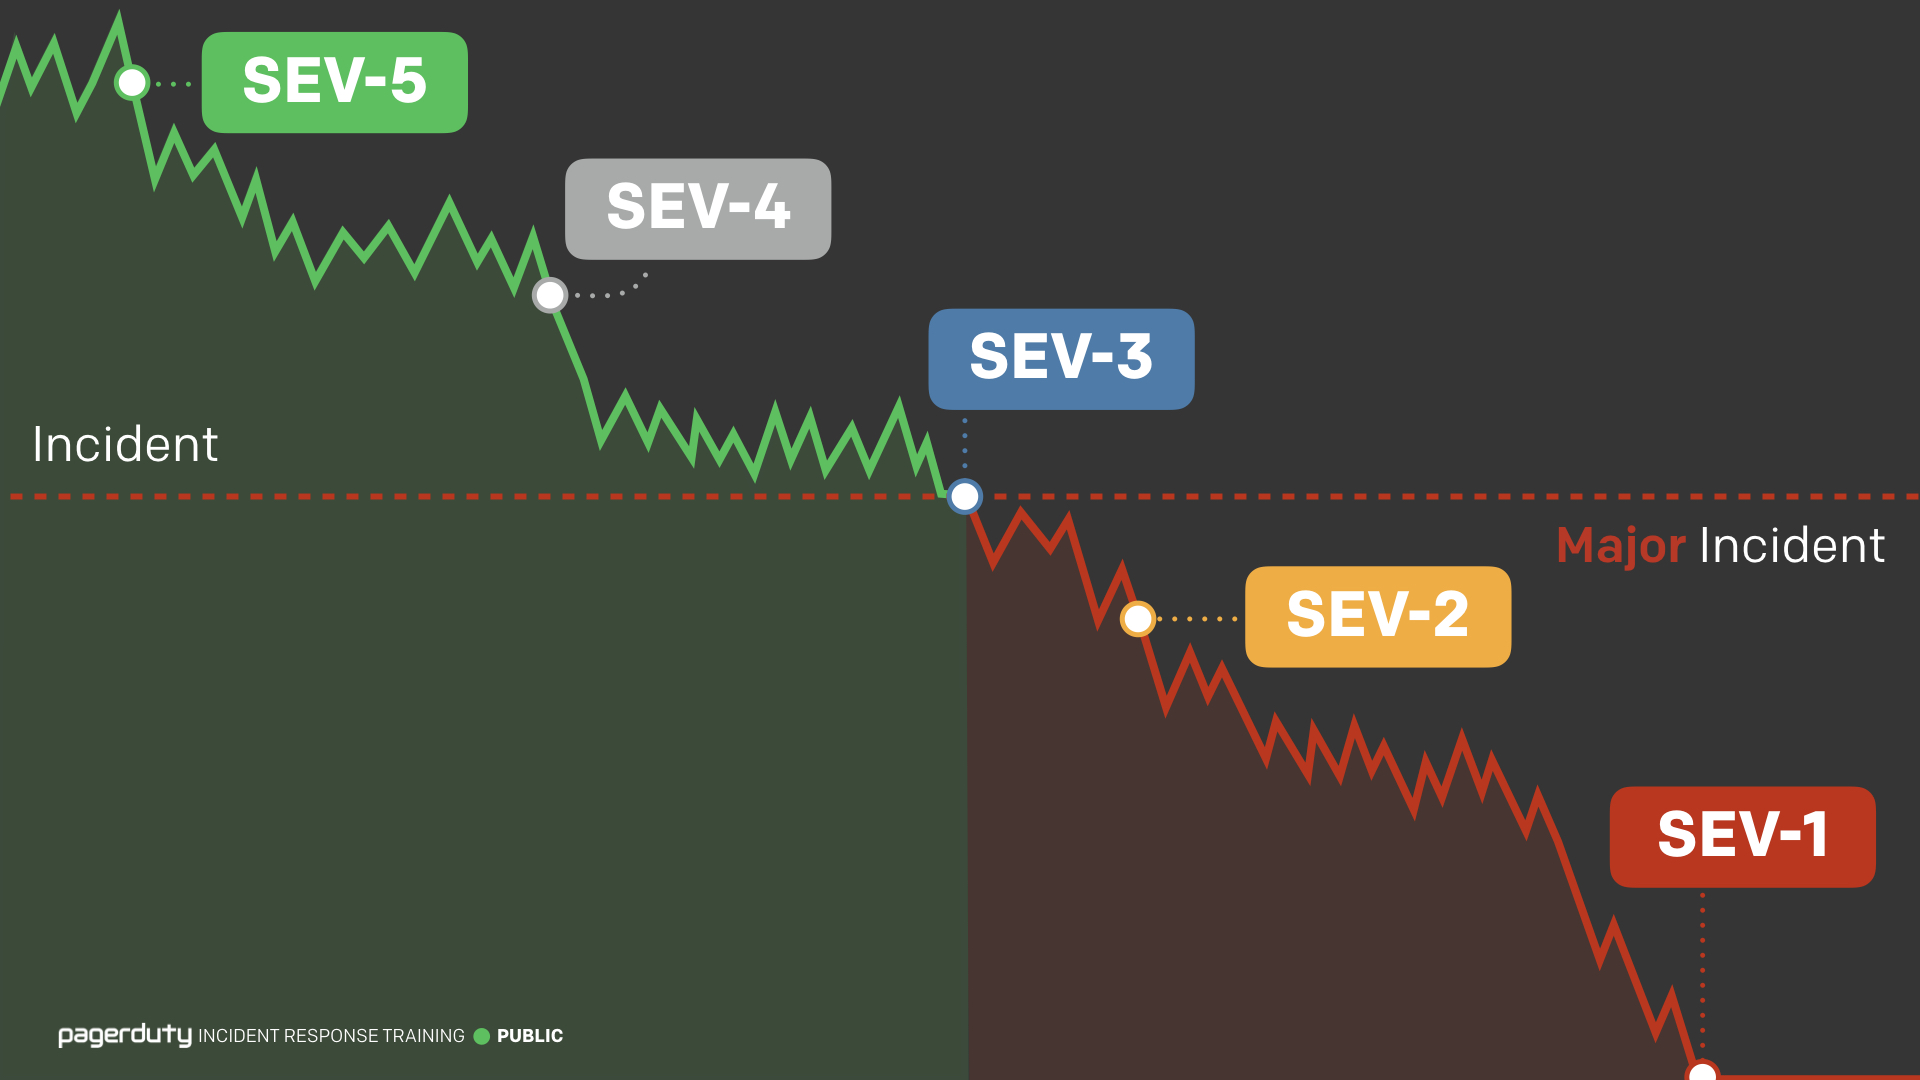 SEV-5
SEV-4
SEV-3
Incident
Major Incident
SEV-2
SEV-1
pagerduty INCIDENT RESPONSE TRAINING PUBLIC